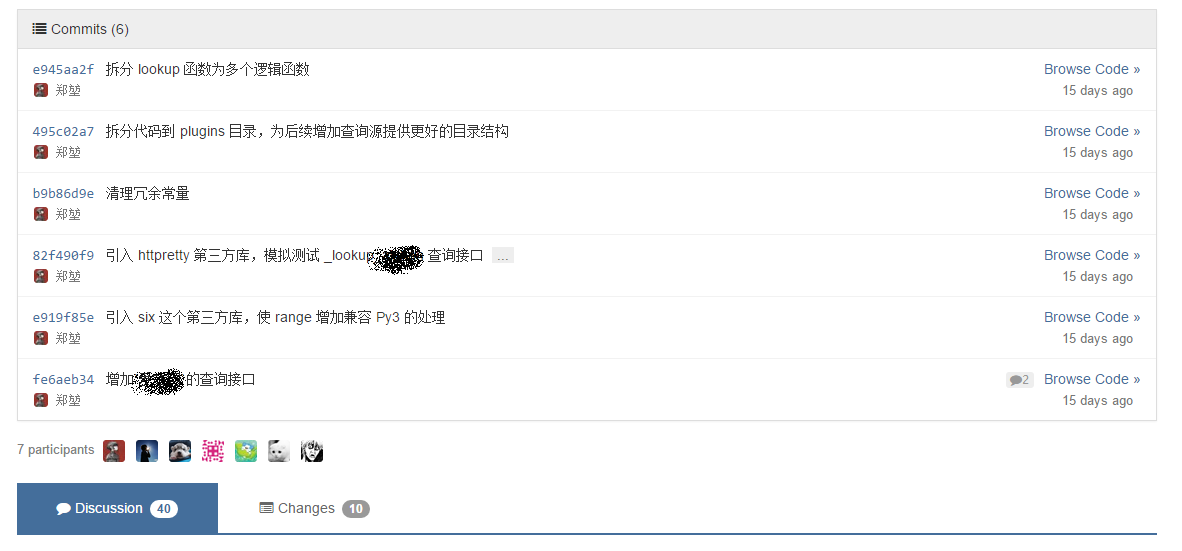 Commits (6)
e945aa2f 拆分 lookup 函数为多个逻辑函数 Browse Code »
郑堃 15 days ago
495c02a7 拆分代码到 plugins 目录，为后续增加查询源提供更好的目录结构 Browse Code »
郑堃 15 days ago
b9b86d9e 清理冗余常量 Browse Code »
郑堃 15 days ago
82f490f9 引入 httpretty 第三方库，模拟测试 _lookup 查询接口 ... Browse Code »
郑堃 15 days ago
e919f85e 引入 six 这个第三方库，使 range 增加兼容 Py3 的处理 Browse Code »
郑堃 15 days ago
fe6aeb34 增加 的查询接口 2 Browse Code »
郑堃 15 days ago
7 participants
Discussion 40 Changes 10